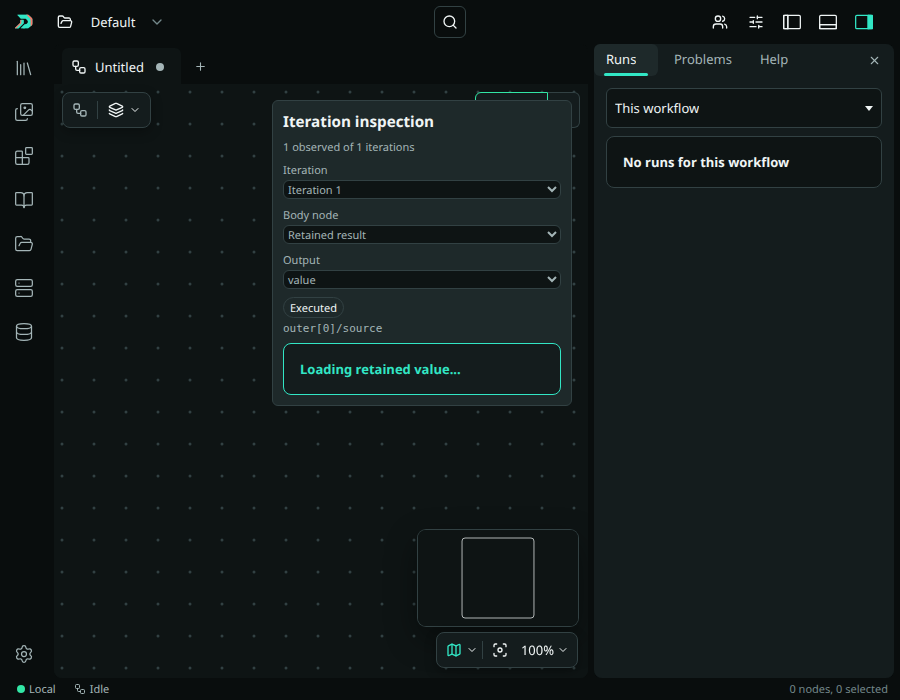 Default
Untitled
Iteration inspection
1 observed of 1 iterations
Iteration
Iteration 1
Body node
Retained result
Output
value
Executed
outer[0]/source
Loading retained value...
100%
Runs
Problems
Help
This workflow
No runs for this workflow
Local
Idle
0 nodes, 0 selected